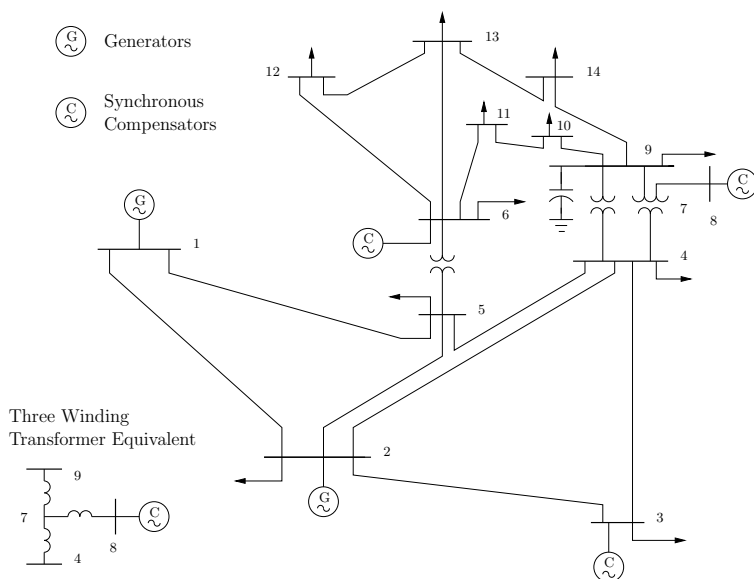 G
Generators
C
Synchronous
Compensators
13
12
14
11
10
9
C
7
8
G
6
C
1
4
5
Three Winding
Transformer Equivalent
2
9
G
7
C
3
8
4
C